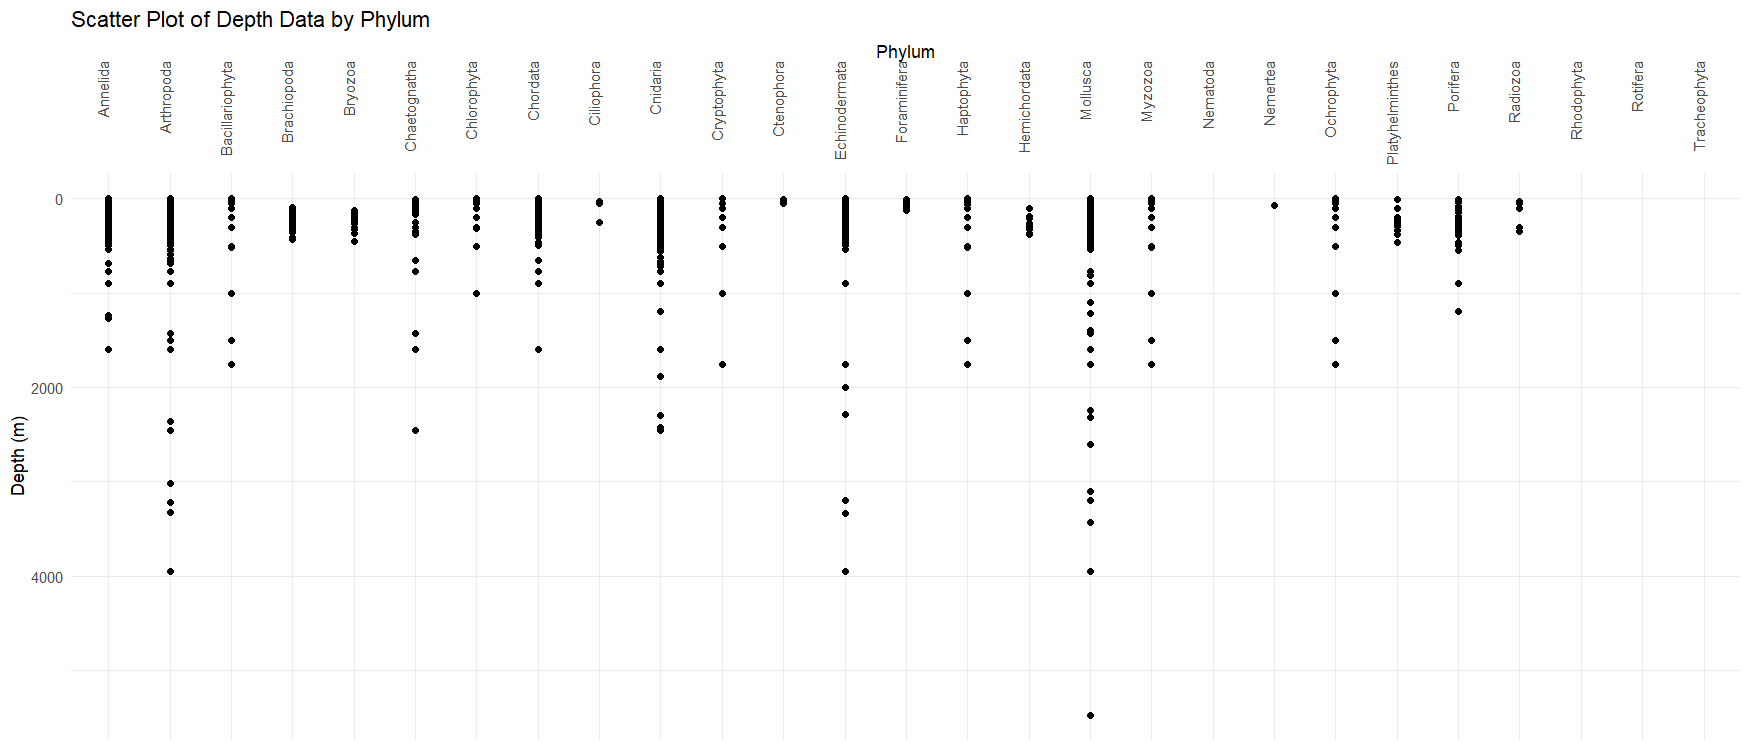 Scatter Plot of Depth Data by Phylum
Phylum
Annelida
Arthropoda
Bacillariophyta
Brachiopoda
Bryozoa
Chaetognatha
Chlorophyta
Chordata
Ciliophora
Cnidaria
Cryptophyta
Ctenophora
Echinodermata
Foraminifera
Haptophyta
Hemichordata
Mollusca
Myzozoa
Nematoda
Nemertea
Ochrophyta
Platyhelminthes
Porifera
Radiozoa
Rhodophyta
Rotifera
Tracheophyta
0
2000
4000
Depth (m)